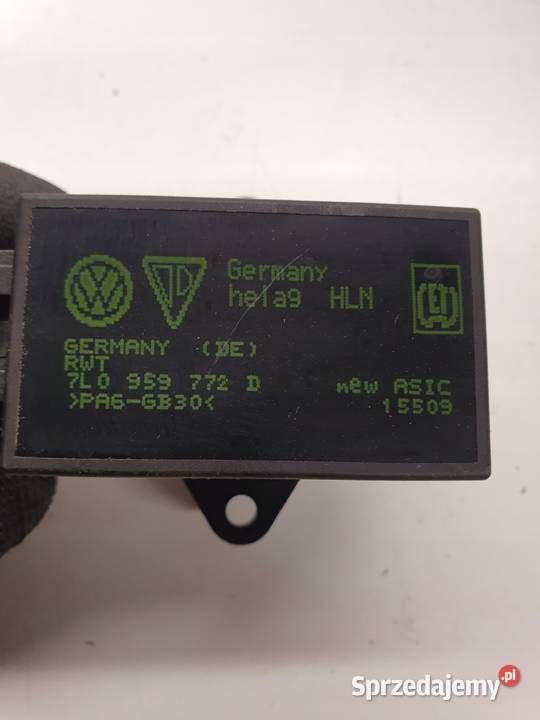 Germany
hela9 HLN
GERMANY (DE)
RWT
7L0 959 772 D new ASIC
>PA6-GB30< 15509
Sprzedajemy.pl